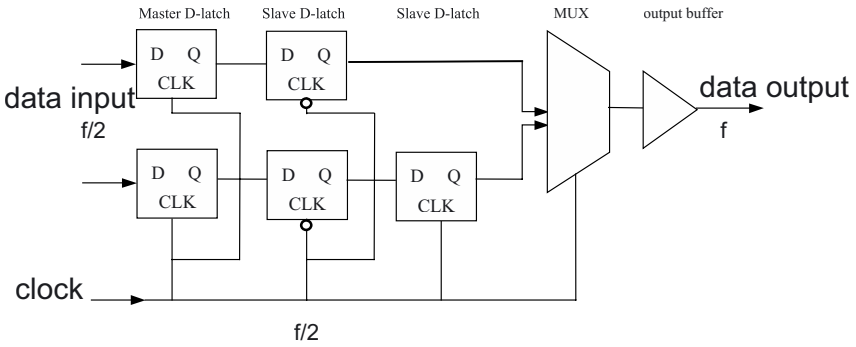 Master D-latch Slave D-latch Slave D-latch MUX output buffer
D Q
CLK
D Q
CLK
data input
f/2
data output
f
D Q
CLK
D Q
CLK
D Q
CLK
clock
f/2